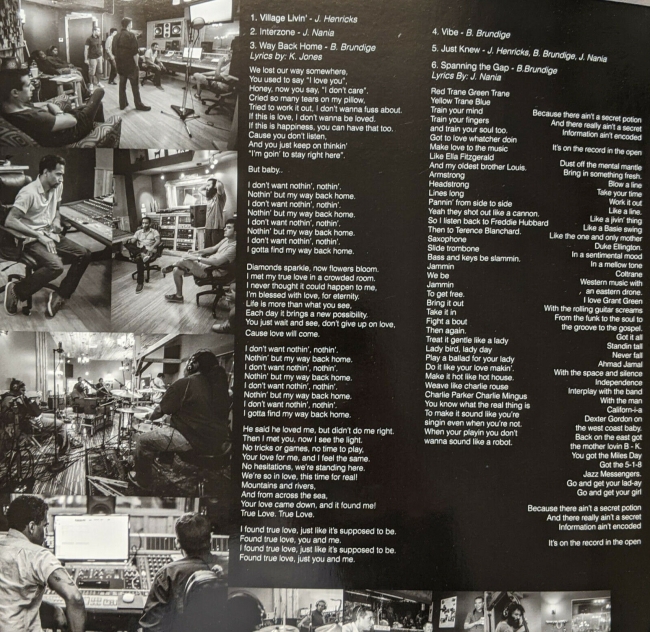 1. Village Livin' - J. Henricks
2. Interzone - J. Nania
3. Way Back Home - B. Brundige
Lyrics by: K. Jones
We lost our way somewhere,
You used to say "I love you",
Honey, now you say, "I don't care".
Cried so many tears on my pillow,
Tried to work it out, I don't wanna fuss about.
If this is love, I don't wanna be loved.
If this is happiness, you can have that too.
Cause you don't listen,
And you just keep on thinkin'
"I'm goin' to stay right here".
But baby..
I don't want nothin', nothin'.
Nothin' but my way back home.
I don't want nothin', nothin'.
Nothin' but my way back home.
I don't want nothin', nothin'.
Nothin' but my way back home.
I don't want nothin', nothin'.
I gotta find my way back home.
Diamonds sparkle, now flowers bloom.
I met my true love in a crowded room.
I never thought it could happen to me,
I'm blessed with love, for eternity.
Life is more than what you see,
Each day it brings a new possibility.
You just wait and see, don't give up on love,
Cause love will come.
I don't want nothin', nothin'.
Nothin' but my way back home.
I don't want nothin', nothin'.
Nothin' but my way back home.
I don't want nothin', nothin'.
Nothin' but my way back home.
I don't want nothin', nothin'.
I gotta find my way back home.
He said he loved me, but didn't do me right.
Then I met you, now I see the light.
No tricks or games, no time to play,
Your love for me, and I feel the same.
No hesitations, we're standing here.
We're so in love, this time for real!
Mountains and rivers,
And from across the sea,
Your love came down, and it found me!
True Love. True Love.
I found true love, just like it's supposed to be.
Found true love, you and me.
I found true love, just like it's supposed to be.
Found true love, just you and me.
4. Vibe - B. Brundige
5. Just Knew - J. Henricks, B. Brundige, J. Nania
6. Spanning the Gap - B.Brundige
Lyrics By: J. Nania
Red Trane Green Trane
Yellow Trane Blue
Train your mind
Train your fingers
and train your soul too.
Got to love whatcher doin
Make love to the music
Like Ella Fitzgerald
And my oldest brother Louis.
Armstrong
Headstrong
Lines long
Pannin' from side to side
Yeah they shot out like a cannon.
So I listen back to Freddie Hubbard
Then to Terence Blanchard.
Saxophone
Slide trombone
Bass and keys be slammin.
Jammin
We be
Jammin
To get free.
Bring it out
Take it in
Fight a bout
Then again.
Treat it gentle like a lady
Lady bird, lady day
Play a ballad for your lady
Do it like your love makin'.
Make it hot like hot house.
Weave like charlie rouse
Charlie Parker Charlie Mingus
You know what the real thing is
To make it sound like you're
singin even when you're not.
When your playin you don't
wanna sound like a robot.
Because there ain't a secret potion
And there really ain't a secret
Information ain't encoded
It's on the record in the open
Dust off the mental mantle
Bring in something fresh.
Blow a line
Take your time
Work it out
Like a line.
Like a jivin' thing
Like a Basie swing
Like the one and only mother
Duke Ellington.
In a sentimental mood
In a mellow tone
Coltrane
Western music with
an eastern drone.
I love Grant Green
With the rolling guitar screams
From the funk to the soul to
the groove to the gospel.
Got it all
Standin tall
Never fall
Ahmad Jamal
With the space and silence
Independence
Interplay with the band
With the man
Californ-i-a
Dexter Gordon on
the west coast baby.
Back on the east got
the mother lovin B - K.
You got the Miles Day
Got the 5-1-8
Jazz Messengers.
Go and get your lad-ay
Go and get your girl
Because there ain't a secret potion
And there really ain't a secret
Information ain't encoded
It's on the record in the open